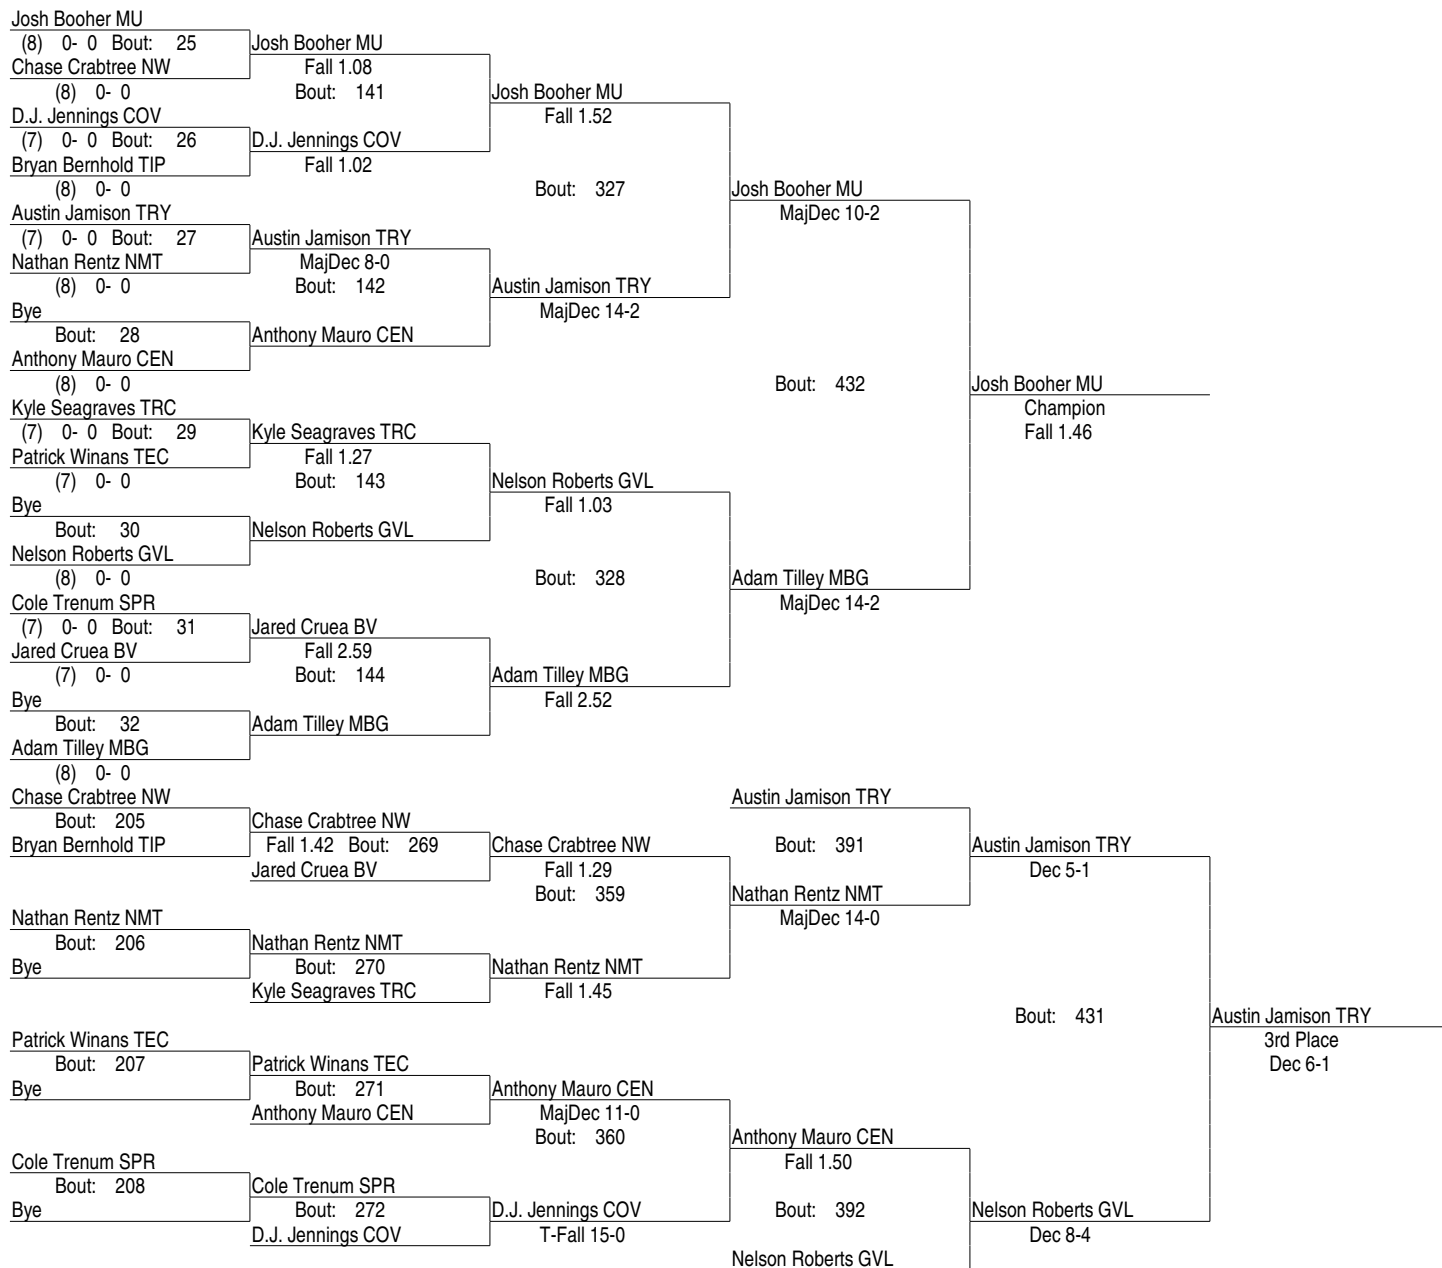 Josh Booher MU
(8) 0- 0 Bout: 25 Josh Booher MU
Chase Crabtree NW Fall 1.08
(8) 0- 0 Bout: 141 Josh Booher MU
D.J. Jennings COV Fall 1.52
(7) 0- 0 Bout: 26 D.J. Jennings COV
Bryan Bernhold TIP Fall 1.02
(8) 0- 0 Bout: 327 Josh Booher MU
Austin Jamison TRY MajDec 10-2
(7) 0- 0 Bout: 27 Austin Jamison TRY
Nathan Rentz NMT MajDec 8-0
(8) 0- 0 Bout: 142 Austin Jamison TRY
Bye MajDec 14-2
Bout: 28 Anthony Mauro CEN
Anthony Mauro CEN
(8) 0- 0 Bout: 432 Josh Booher MU
Kyle Seagraves TRC Champion
(7) 0- 0 Bout: 29 Kyle Seagraves TRC Fall 1.46
Patrick Winans TEC Fall 1.27
(7) 0- 0 Bout: 143 Nelson Roberts GVL
Bye Fall 1.03
Bout: 30 Nelson Roberts GVL
Nelson Roberts GVL
(8) 0- 0 Bout: 328 Adam Tilley MBG
Cole Trenum SPR MajDec 14-2
(7) 0- 0 Bout: 31 Jared Cruea BV
Jared Cruea BV Fall 2.59
(7) 0- 0 Bout: 144 Adam Tilley MBG
Bye Fall 2.52
Bout: 32 Adam Tilley MBG
Adam Tilley MBG
(8) 0- 0
Chase Crabtree NW Austin Jamison TRY
Bout: 205 Chase Crabtree NW
Bryan Bernhold TIP Fall 1.42 Bout: 269 Chase Crabtree NW Bout: 391 Austin Jamison TRY
Jared Cruea BV Fall 1.29 Dec 5-1
Bout: 359 Nathan Rentz NMT
Nathan Rentz NMT MajDec 14-0
Bout: 206 Nathan Rentz NMT
Bye Bout: 270 Nathan Rentz NMT
Kyle Seagraves TRC Fall 1.45
Bout: 431 Austin Jamison TRY
Patrick Winans TEC 3rd Place
Bout: 207 Patrick Winans TEC Dec 6-1
Bye Bout: 271 Anthony Mauro CEN
Anthony Mauro CEN MajDec 11-0
Bout: 360 Anthony Mauro CEN
Cole Trenum SPR Fall 1.50
Bout: 208 Cole Trenum SPR
Bye Bout: 272 D.J. Jennings COV Bout: 392 Nelson Roberts GVL
D.J. Jennings COV T-Fall 15-0 Dec 8-4
Nelson Roberts GVL